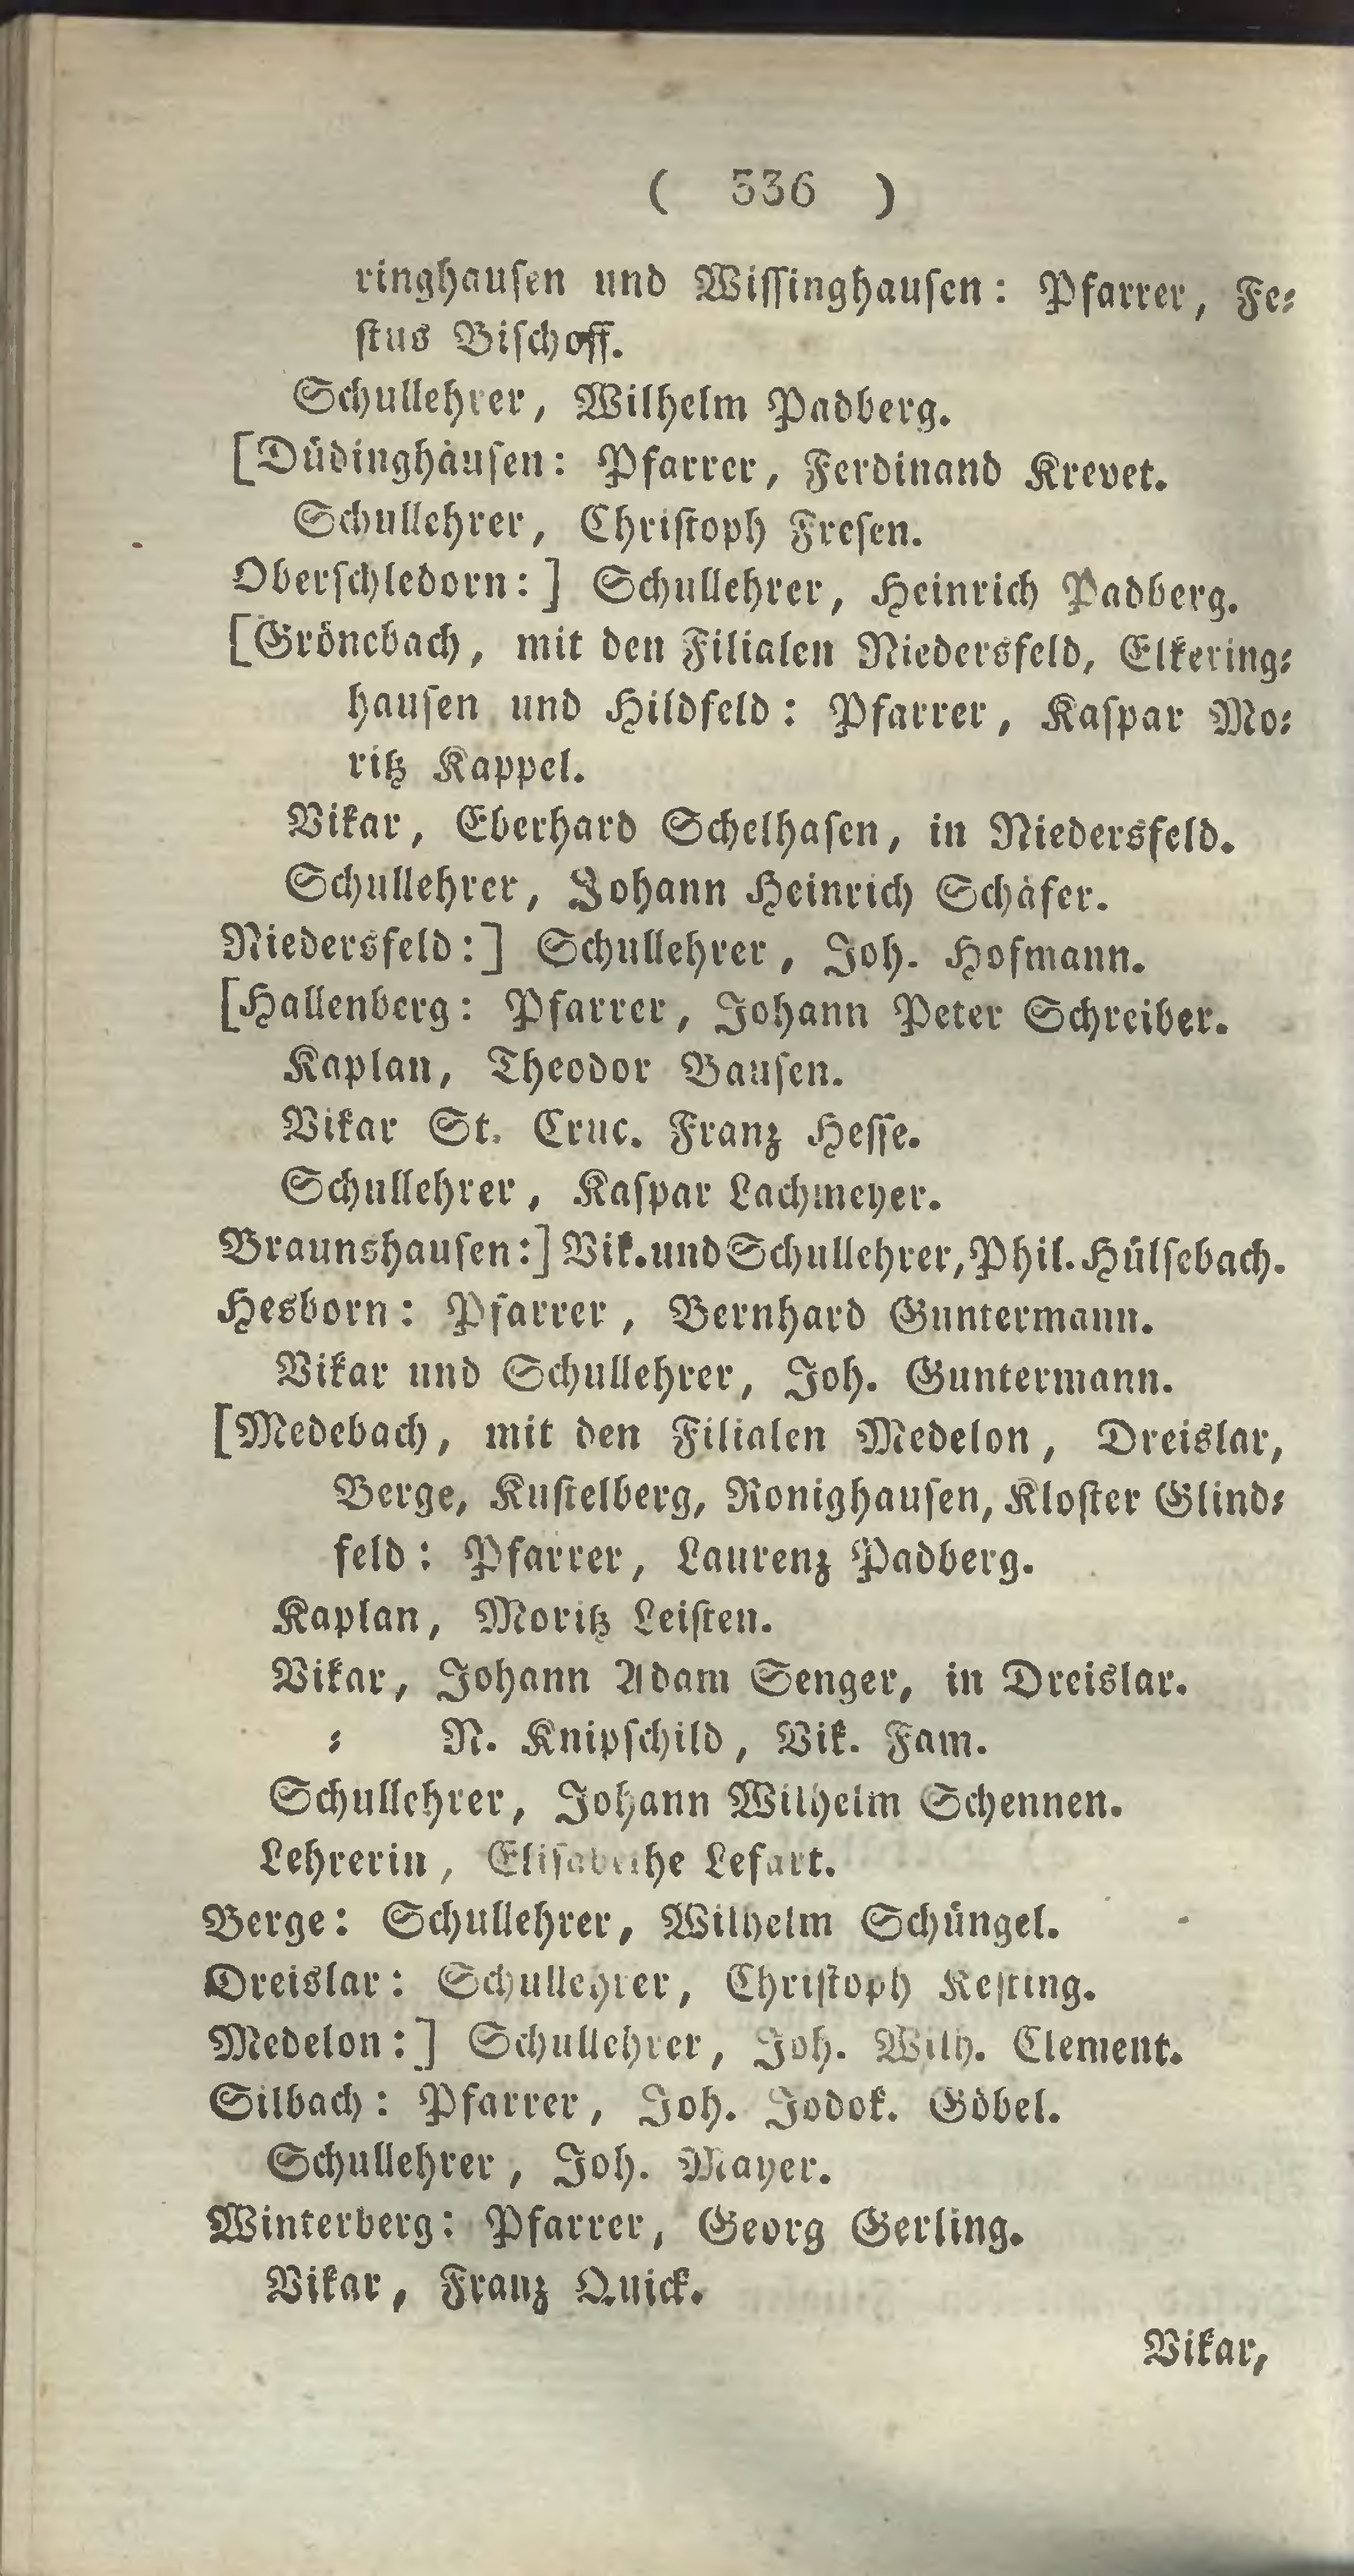 ( 336 )
ringhausen und Wissinghausen: Pfarrer, Fe⸗
stus Bischoff.
Schullehrer, Wilhelm Padberg.
[Düdinghäusen: Pfarrer, Ferdinand Krevet.
Schullehrer, Christoph Fresen.
Oberschledorn:] Schullehrer, Heinrich Padberg.
[Grönebach, mit den Filialen Niedersfeld, Elkering⸗
hausen und Hildfeld: Pfarrer, Kaspar Mo⸗
ritz Kappel.
Vikar, Eberhard Schelhasen, in Niedersfeld.
Schullehrer, Johann Heinrich Schäfer.
Niedersfeld:] Schullehrer, Joh. Hofmann.
[Hallenberg: Pfarrer, Johann Peter Schreiber.
Kaplan, Theodor Bausen.
Vikar St. Cruc. Franz Hesse.
Schullehrer, Kaspar Lachmeyer.
Braunshausen:] Vik. und Schullehrer, Phil. Hülsebach.
Hesborn: Pfarrer, Bernhard Guntermann.
Vikar und Schullehrer, Joh. Guntermann.
[Medebach, mit den Filialen Medelon, Dreislar,
Berge, Kustelberg, Ronighausen, Kloster Glind⸗
feld: Pfarrer, Laurenz Padberg.
Kaplan, Moritz Leisten.
Vikar, Johann Adam Senger, in Dreislar.
⸗ N. Knipschild, Vik. Fam.
Schullehrer, Johann Wilhelm Schennen.
Lehrerin, Elisabethe Lefart.
Berge: Schullehrer, Wilhelm Schüngel.
Dreislar: Schullehrer, Christoph Kesting.
Medelon:] Schullehrer, Joh. Wilh. Clement.
Silbach: Pfarrer, Joh. Jodok. Göbel.
Schullehrer, Joh. Mayer.
Winterberg: Pfarrer, Georg Gerling.
Vikar, Franz Quick.
Vikar,